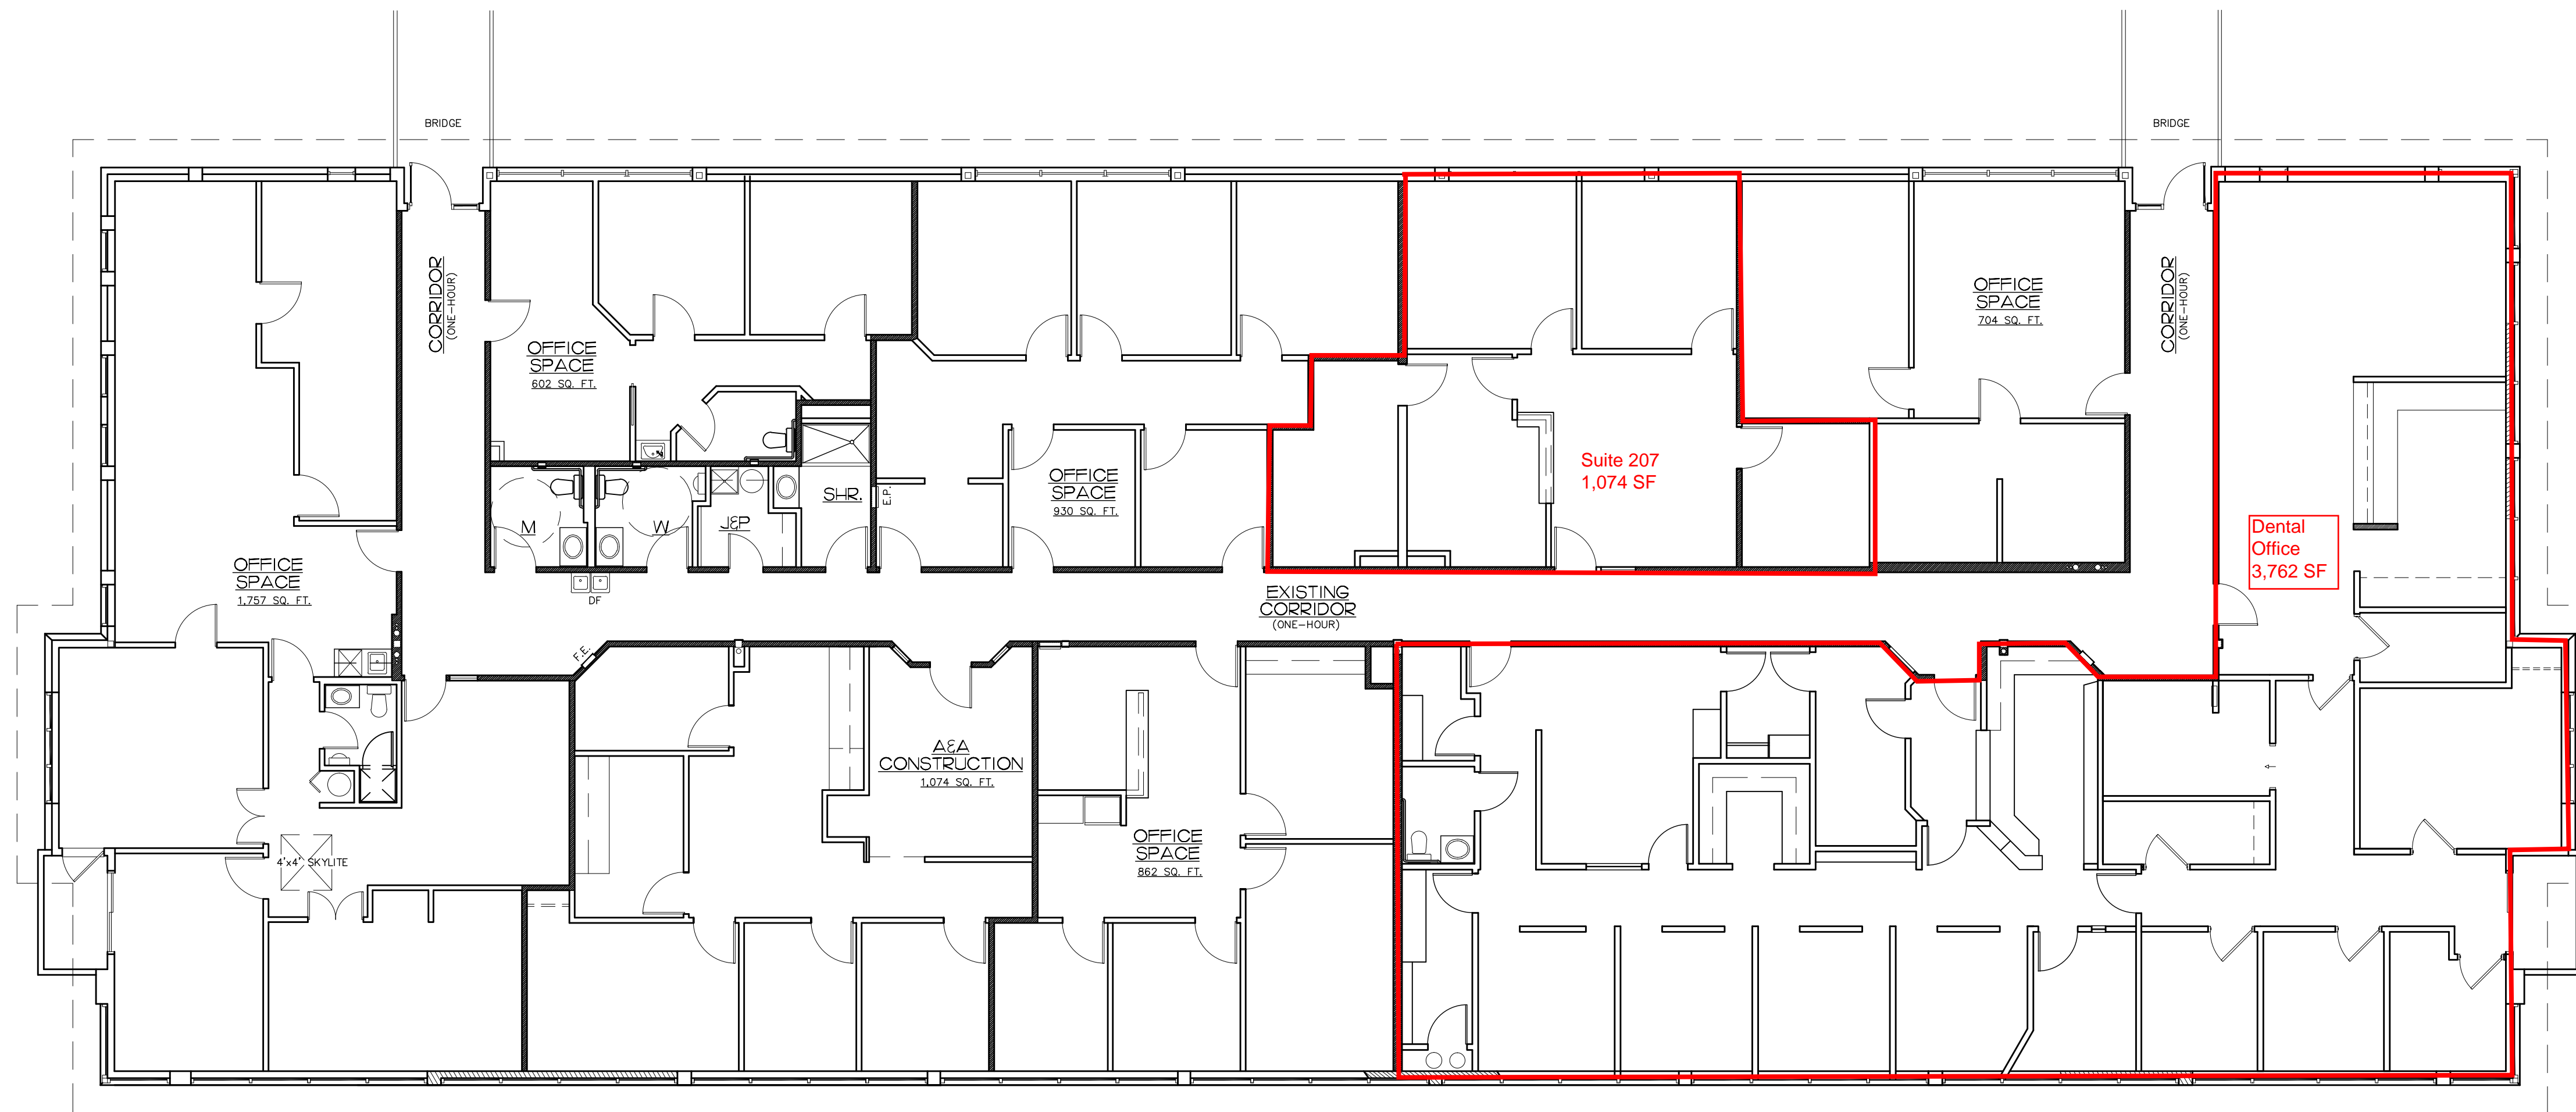 BRIDGE
BRIDGE
CORRIDOR
(ONE-HOUR)
OFFICE
SPACE
602 SQ. FT.
OFFICE
SPACE
704 SQ. FT.
CORRIDOR
(ONE-HOUR)
Suite 207
1,074 SF
OFFICE
SPACE
930 SQ. FT.
SHR.
E.P.
M
W
J&P
Dental
Office
3,762 SF
OFFICE
SPACE
1,757 SQ. FT.
DF
EXISTING
CORRIDOR
(ONE-HOUR)
F.E.
A&A
CONSTRUCTION
1,074 SQ. FT.
OFFICE
SPACE
862 SQ. FT.
4'x4' SKYLITE